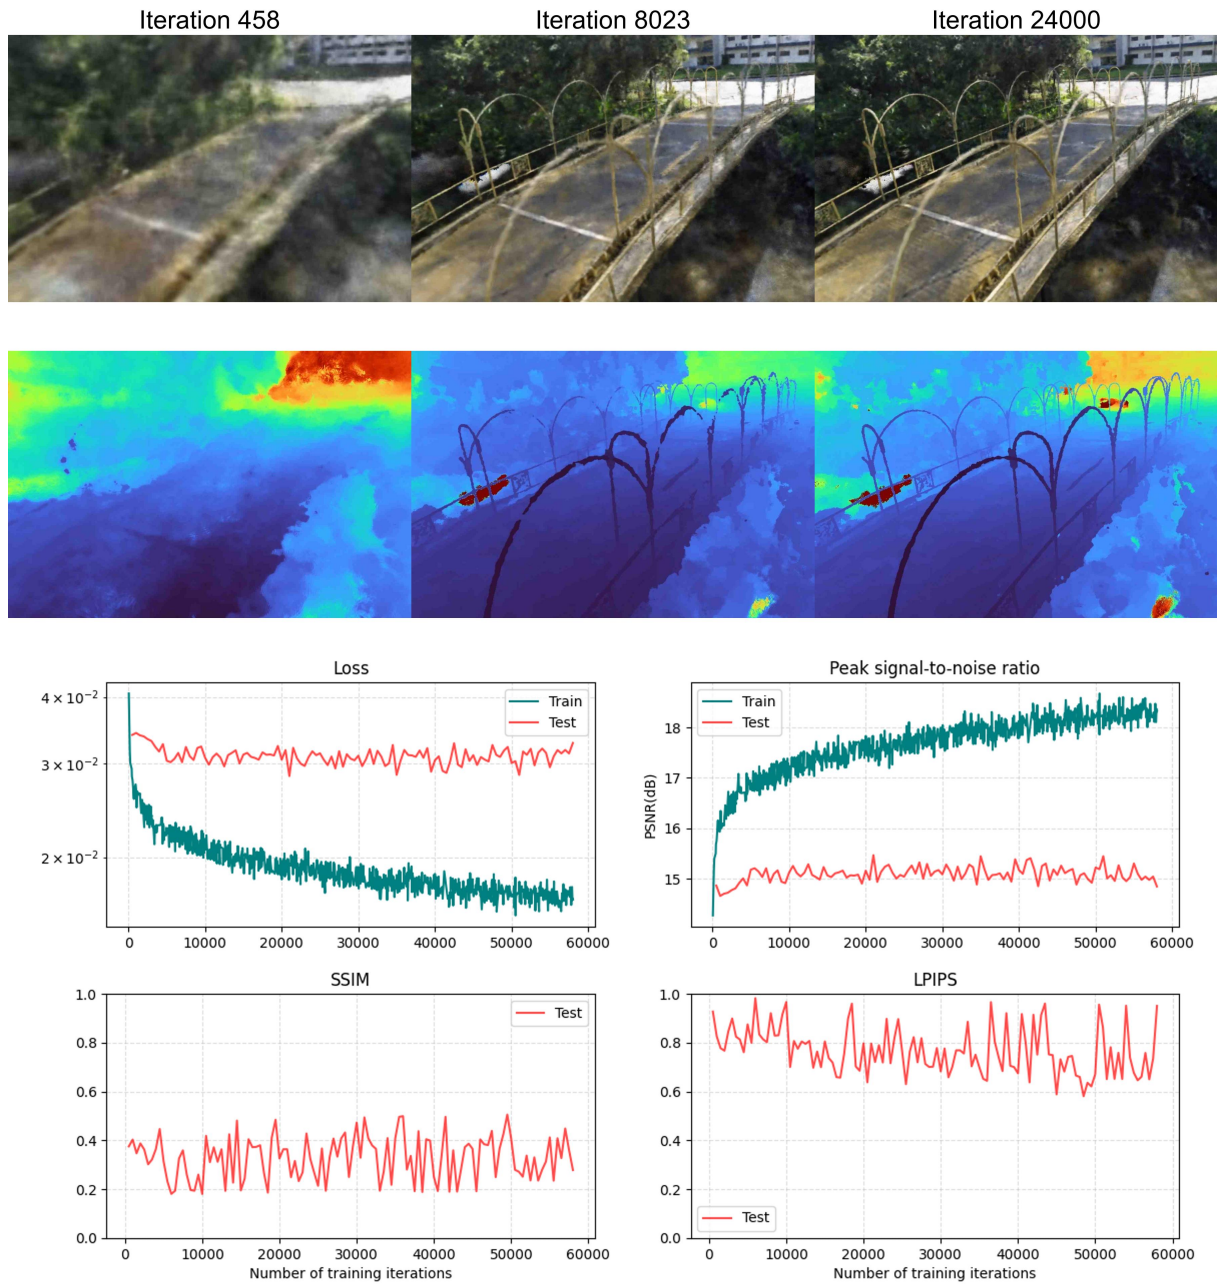 Iteration 458 Iteration 8023 Iteration 24000
Loss
4 × 10⁻²
3 × 10⁻²
2 × 10⁻²
Train
Test
0 10000 20000 30000 40000 50000 60000
Peak signal-to-noise ratio
PSNR(dB)
18
17
16
15
Train
Test
0 10000 20000 30000 40000 50000 60000
SSIM
1.0
0.8
0.6
0.4
0.2
0.0
Test
0 10000 20000 30000 40000 50000 60000
Number of training iterations
LPIPS
1.0
0.8
0.6
0.4
0.2
0.0
Test
0 10000 20000 30000 40000 50000 60000
Number of training iterations